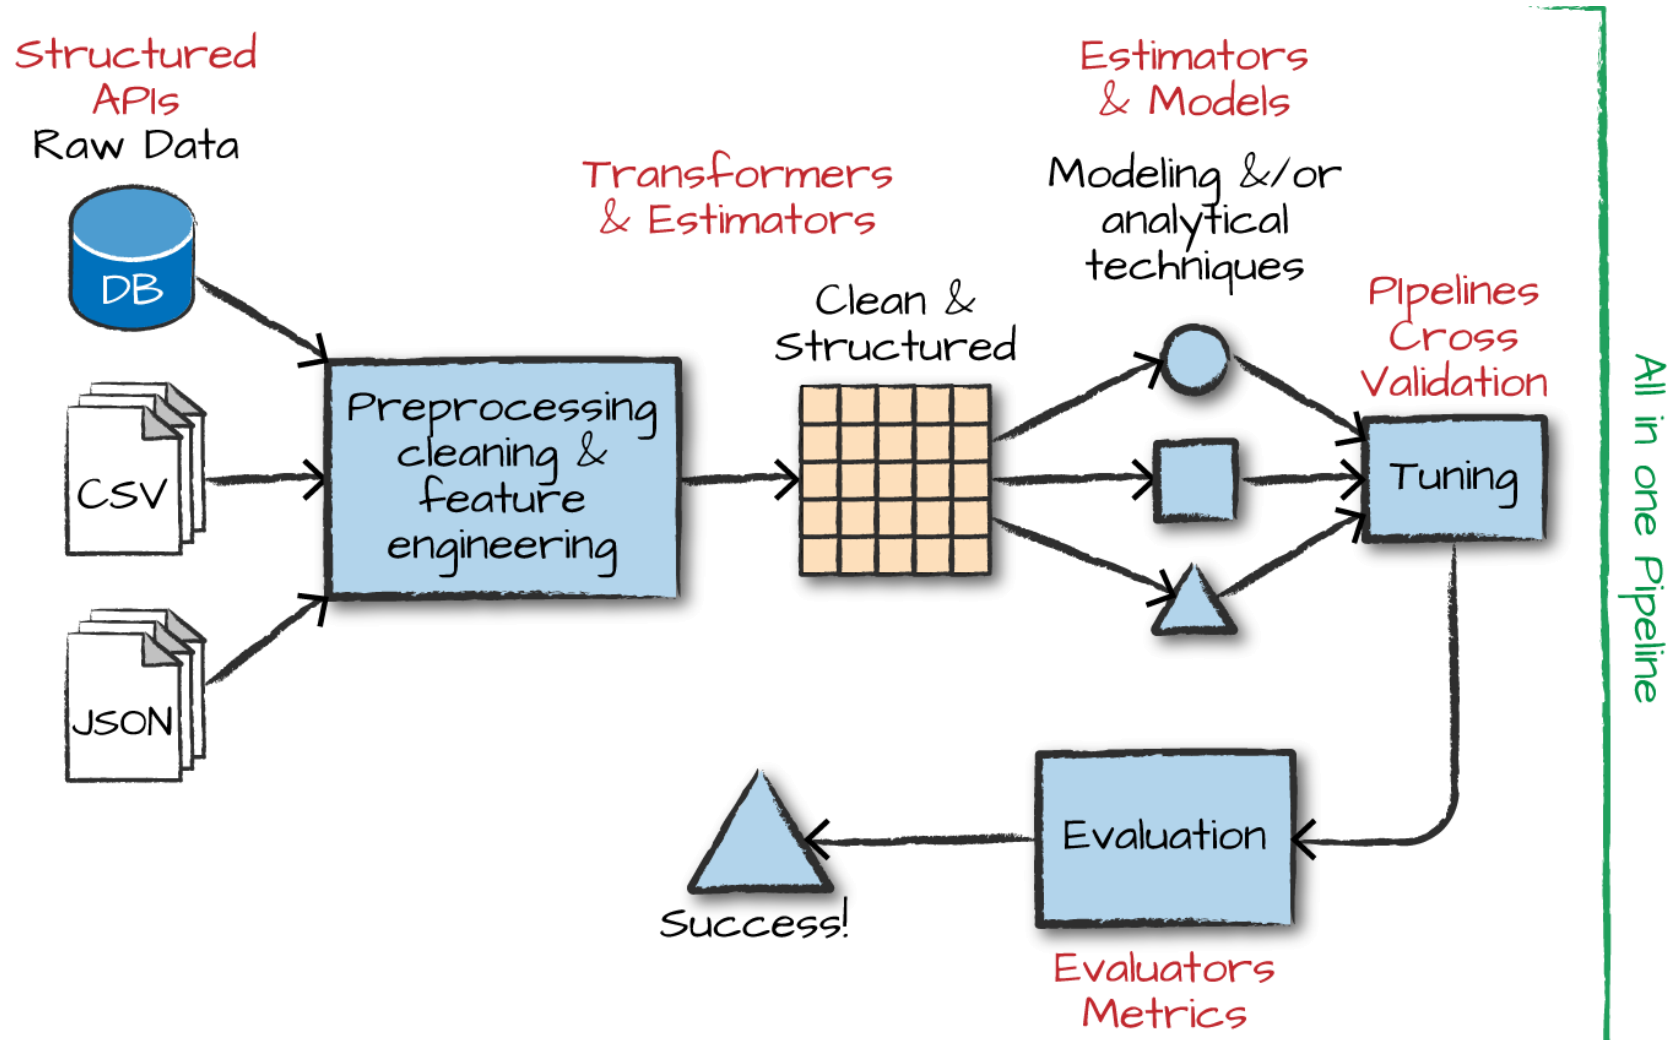 Structured
APIs
Raw Data
DB
CSV
JSON
Transformers
& Estimators
Preprocessing
cleaning &
feature
engineering
Clean &
Structured
Estimators
& Models
Modeling &/or
analytical
techniques
PIpelines
Cross
Validation
Tuning
All in one Pipeline
Evaluation
Evaluators
Metrics
Success!